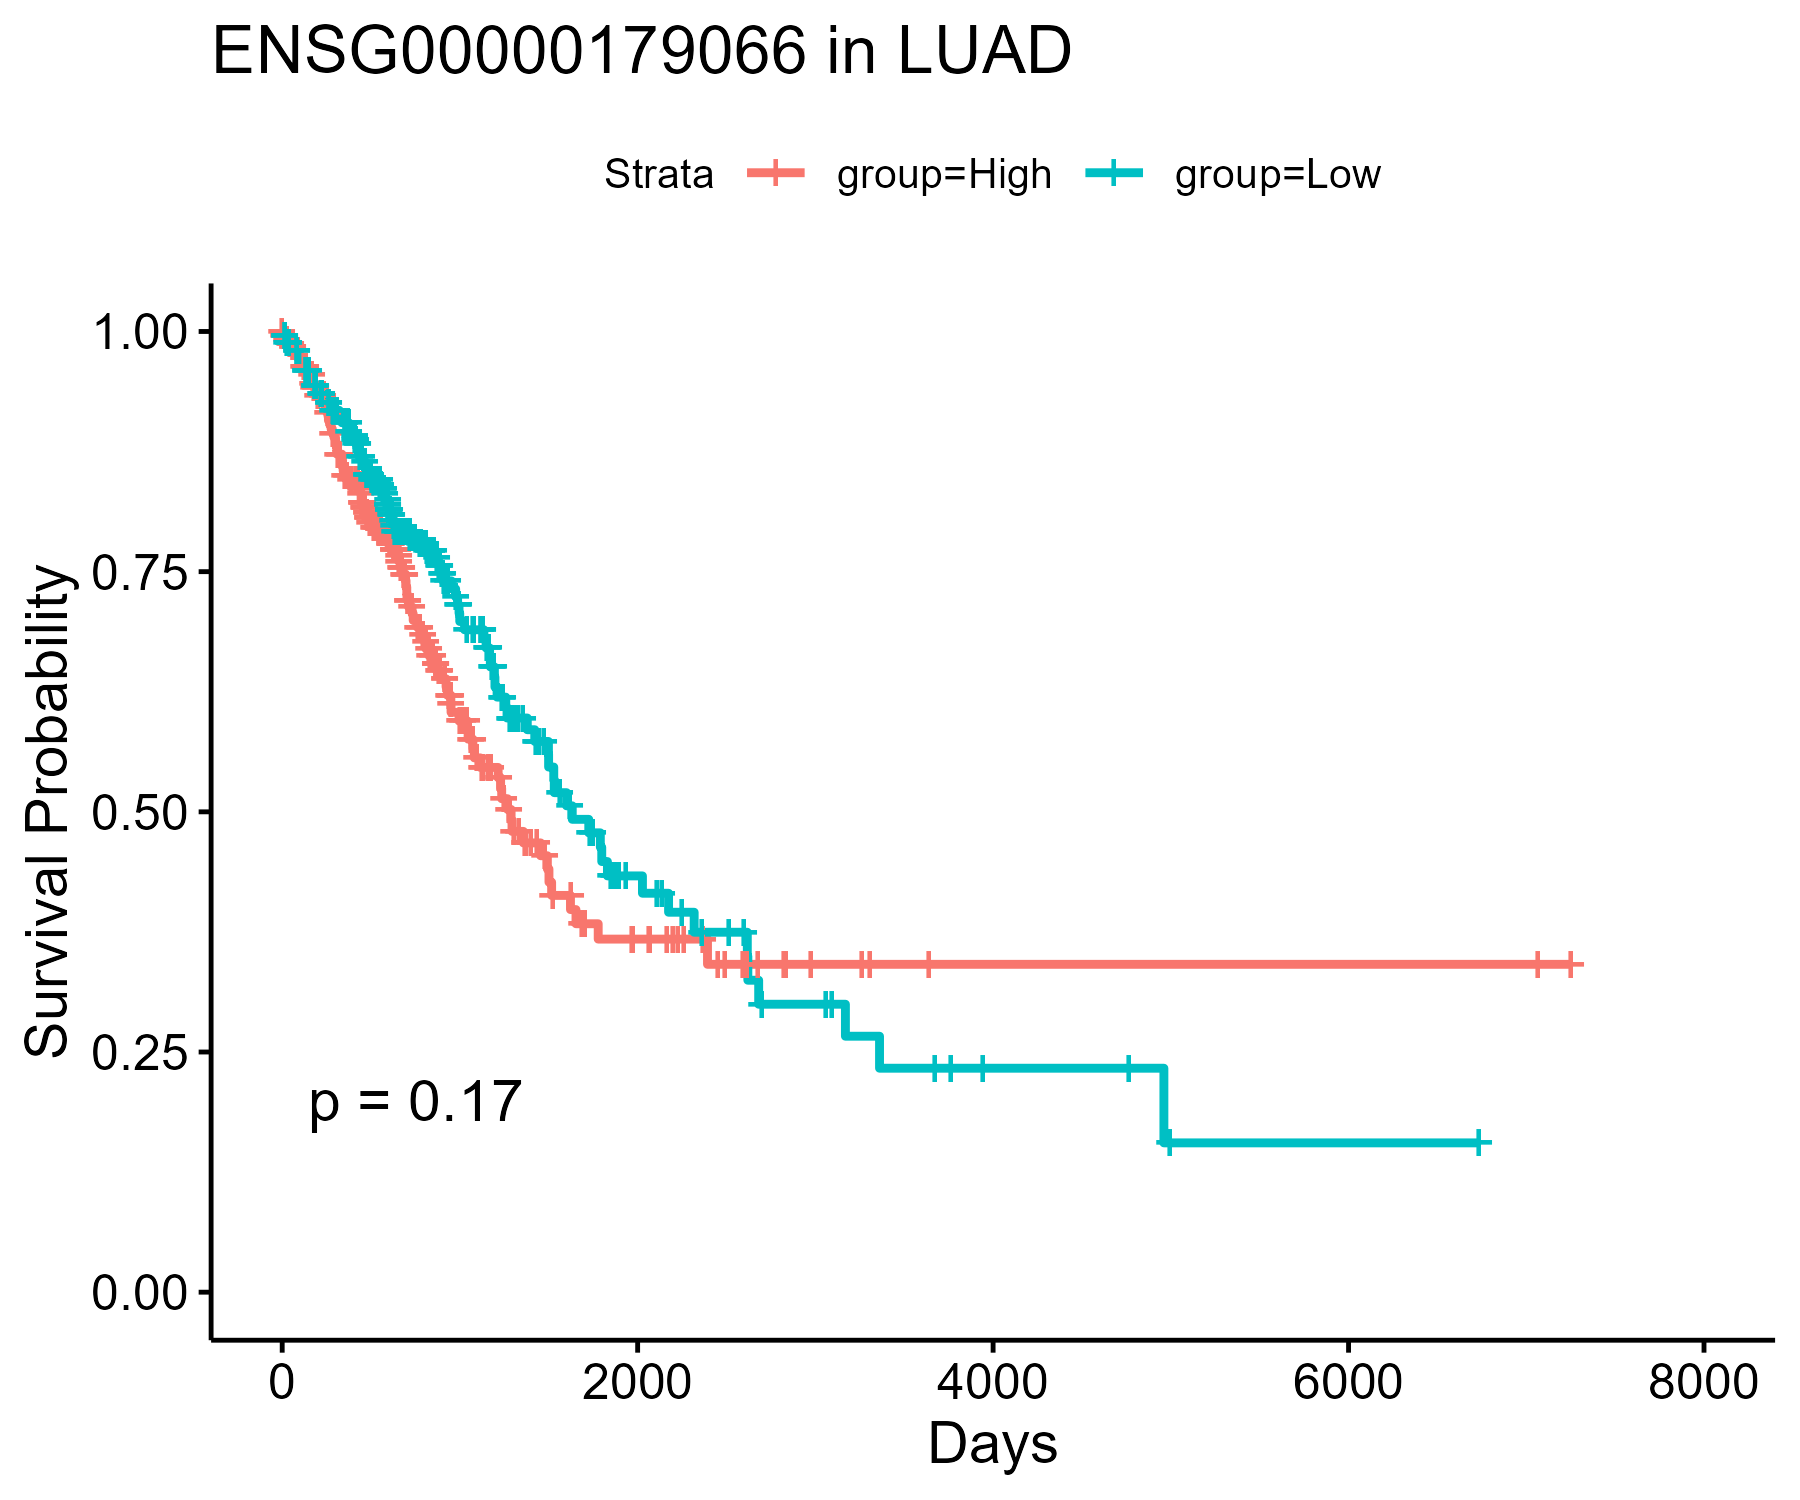 ENSG00000179066 in LUAD
Strata group=High group=Low
Survival Probability
1.00
0.75
0.50
0.25
0.00
p = 0.17
0 2000 4000 6000 8000
Days